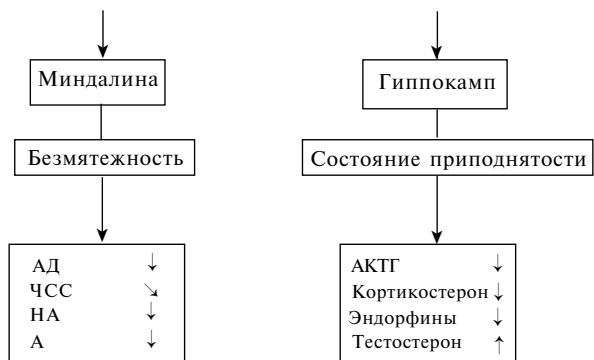 Миндалина
Безмятежность
АД ↓
ЧСС ↘
НА ↓
А ↓
Гиппокамп
Состояние приподнятости
АКТГ ↓
Кортикостерон ↓
Эндорфины ↓
Тестостерон ↑